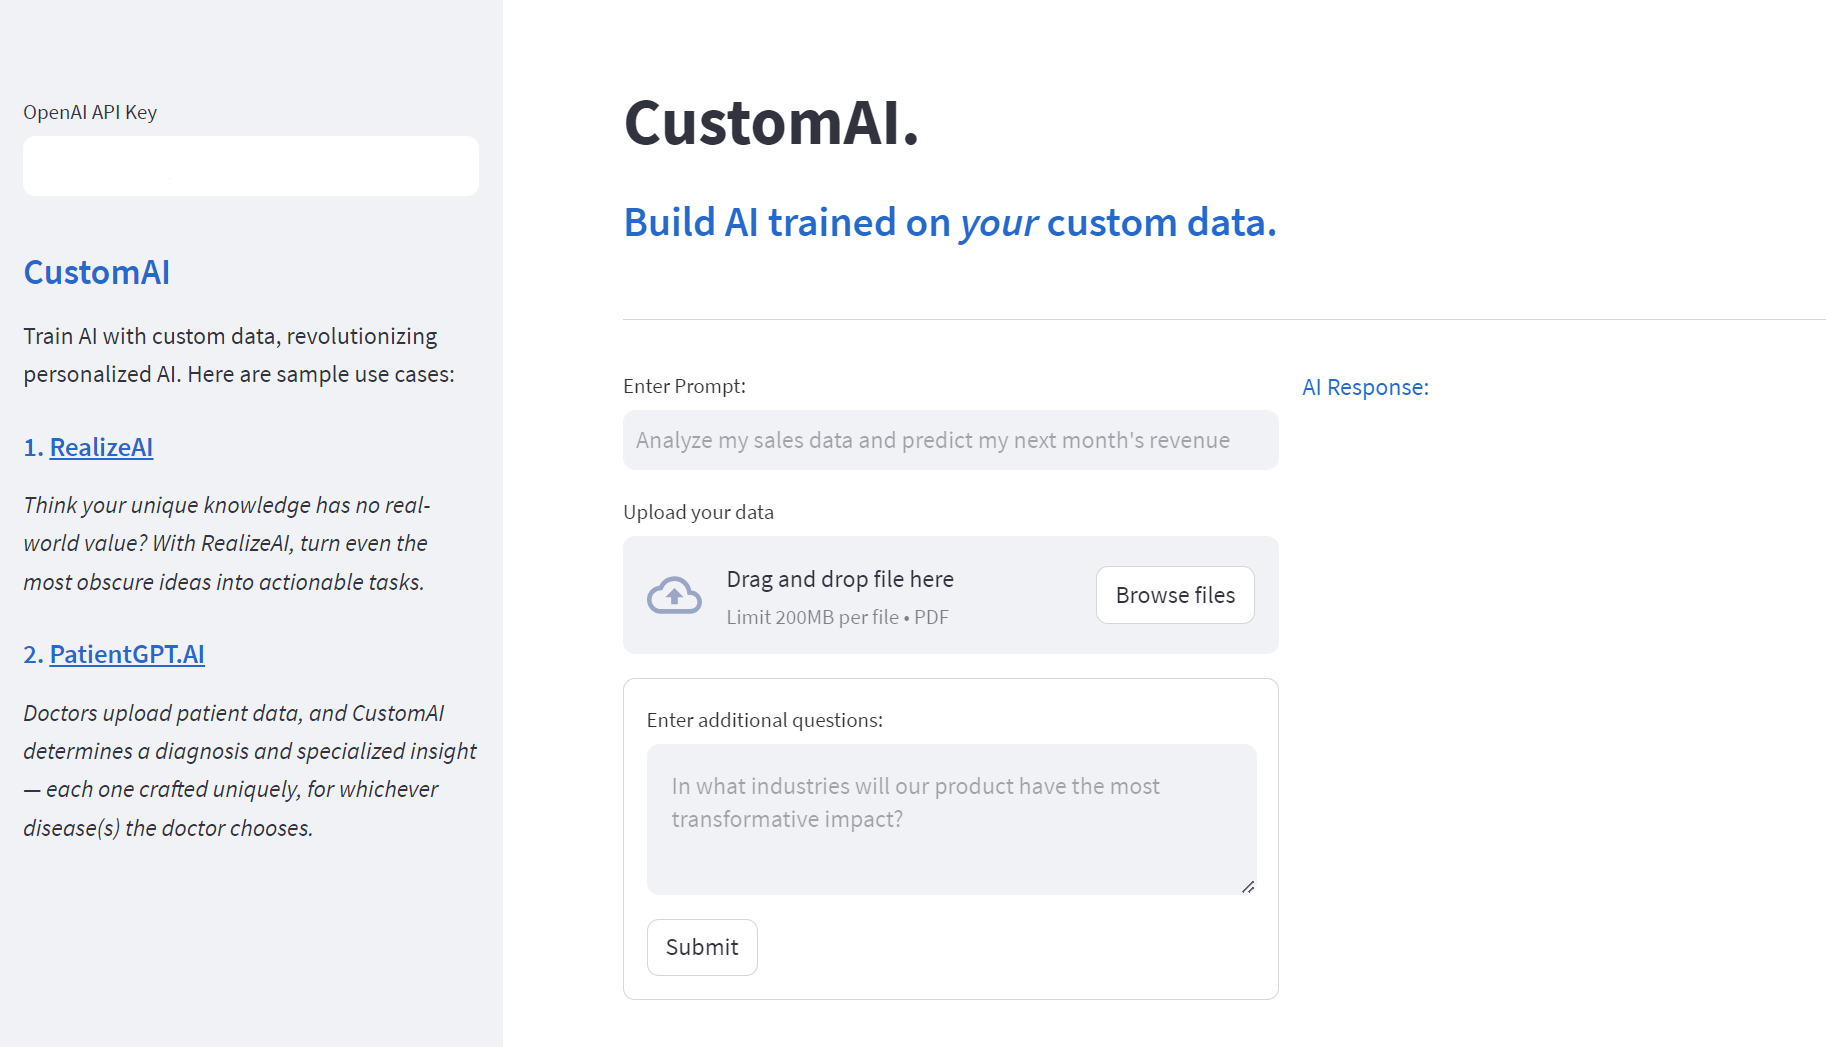 OpenAI API Key
CustomAI
Train AI with custom data, revolutionizing
personalized AI. Here are sample use cases:
1. RealizeAI
Think your unique knowledge has no real-
world value? With RealizeAI, turn even the
most obscure ideas into actionable tasks.
2. PatientGPT.AI
Doctors upload patient data, and CustomAI
determines a diagnosis and specialized insight
— each one crafted uniquely, for whichever
disease(s) the doctor chooses.
CustomAI.
Build AI trained on your custom data.
Enter Prompt:
Analyze my sales data and predict my next month's revenue
Upload your data
Drag and drop file here
Limit 200MB per file • PDF
Browse files
Enter additional questions:
In what industries will our product have the most
transformative impact?
Submit
AI Response: